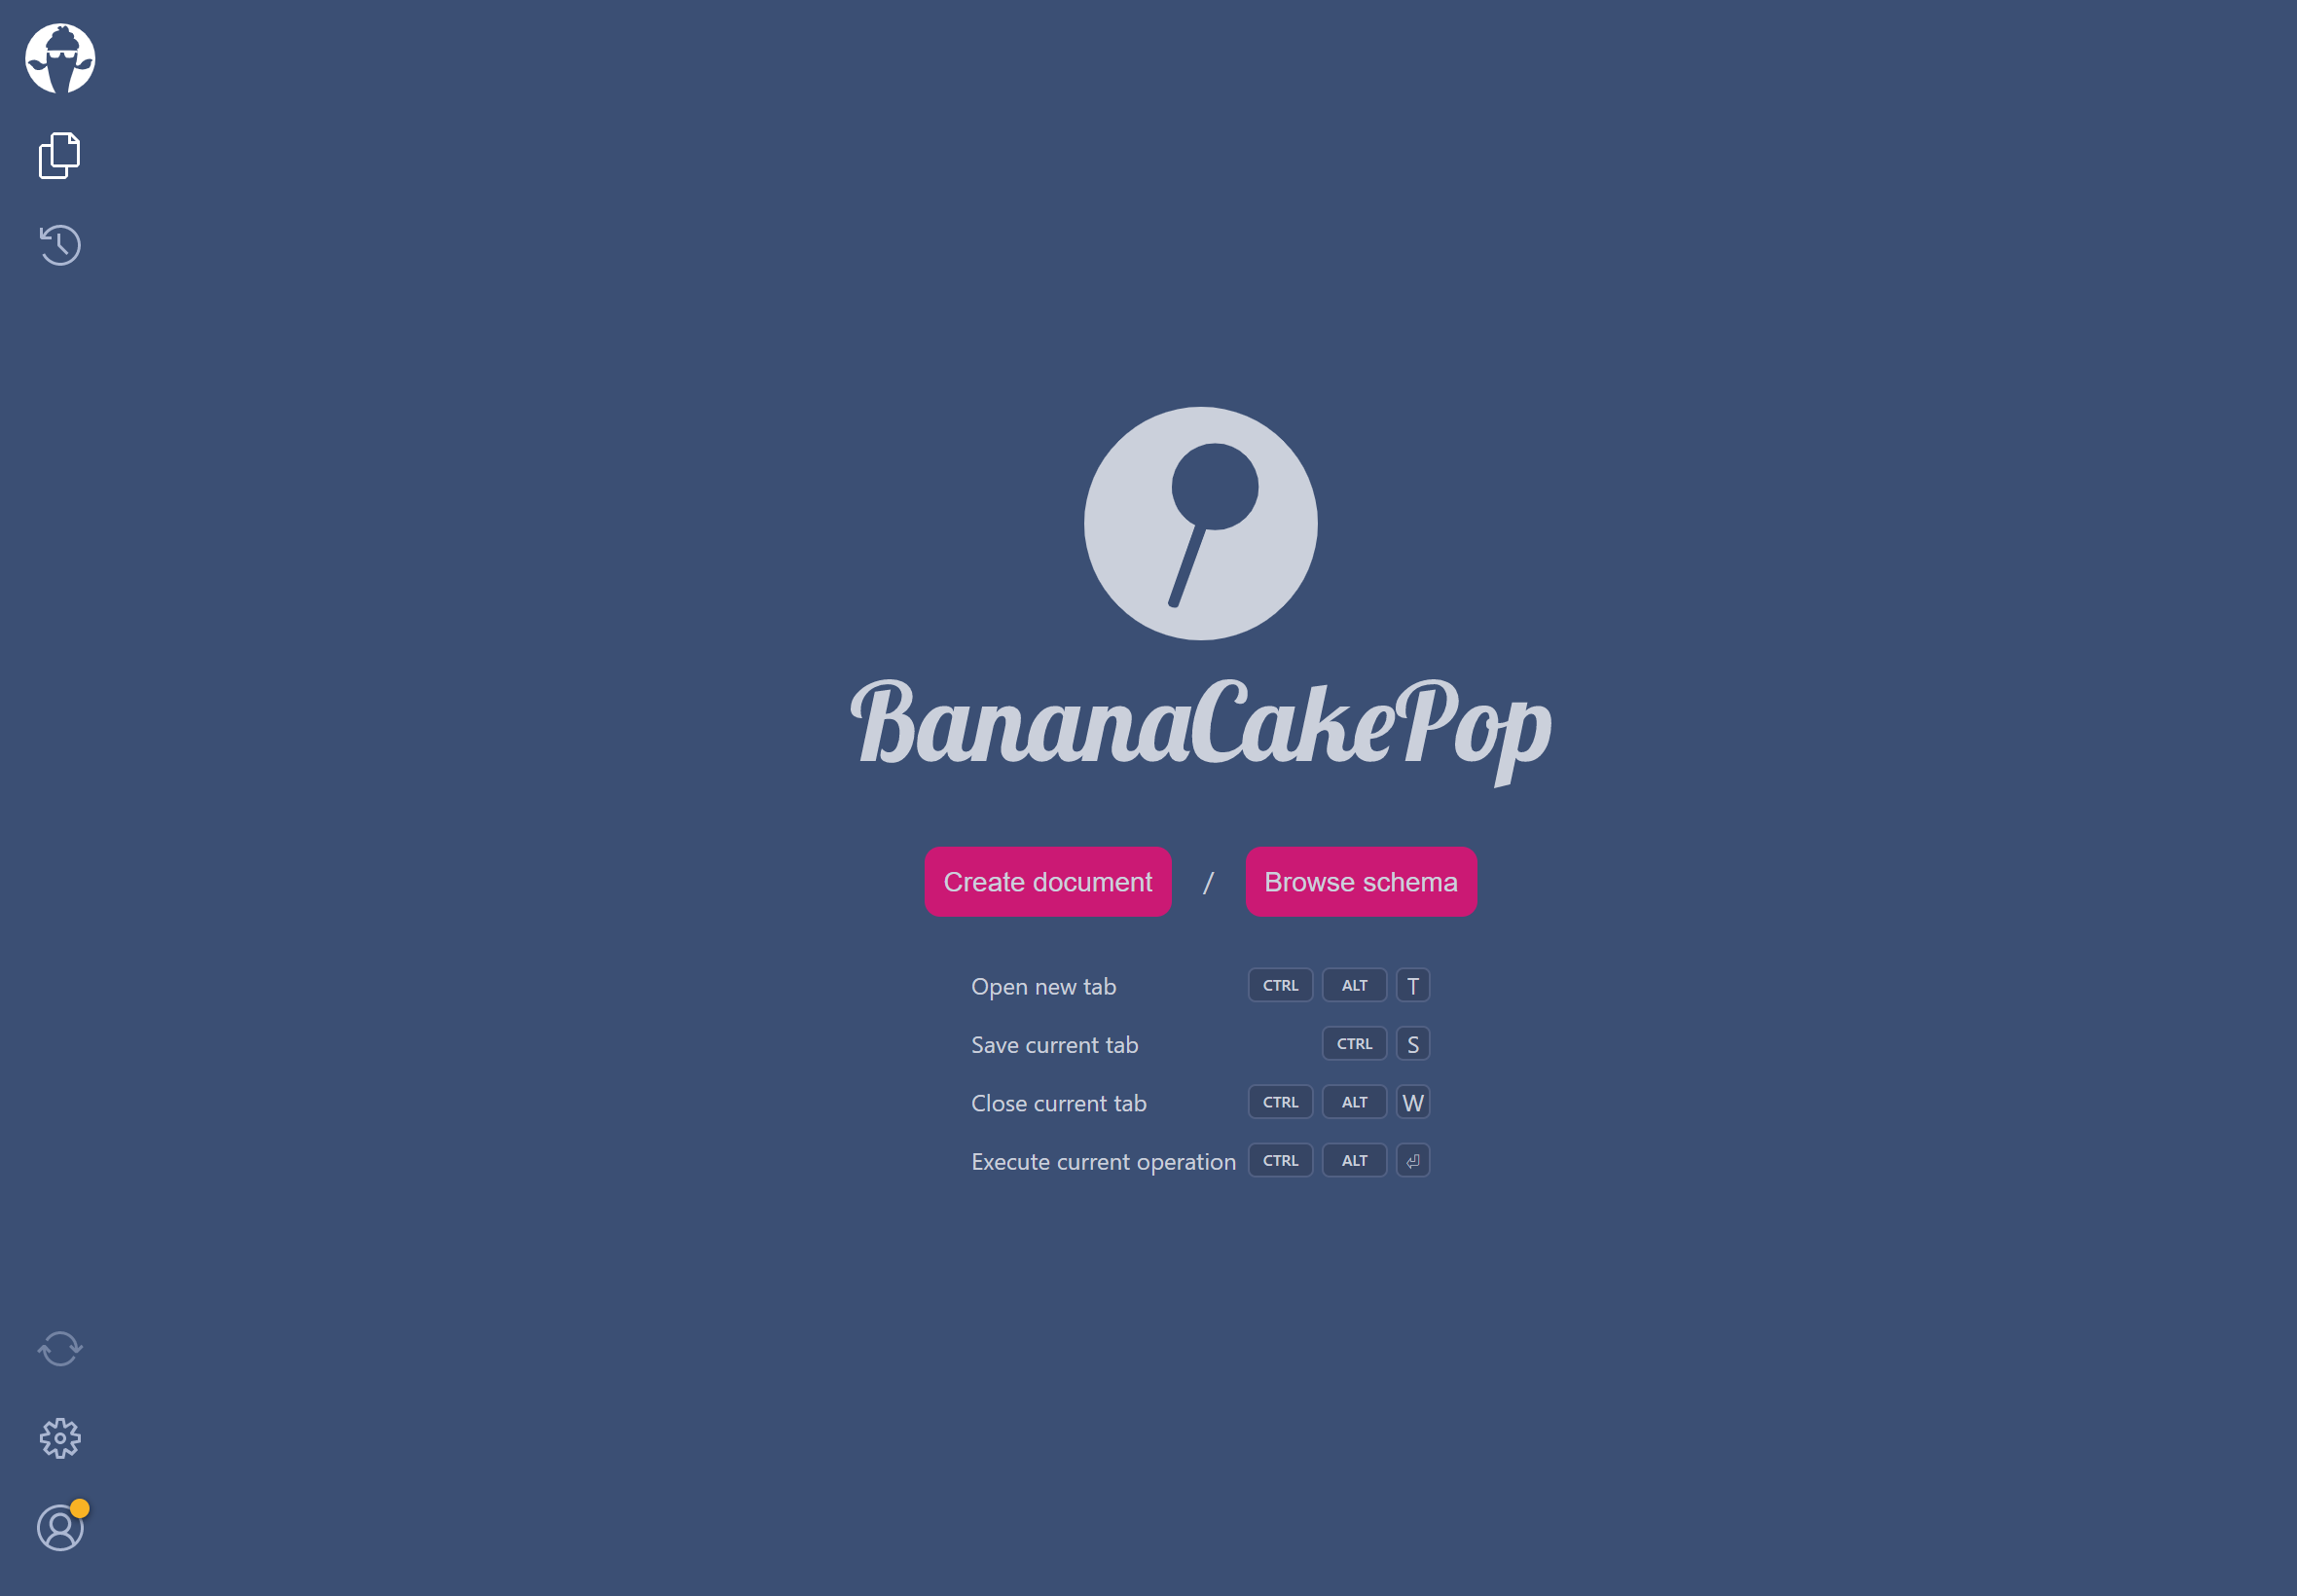 BananaCakePop
Create document / Browse schema
Open new tab CTRL ALT T
Save current tab CTRL S
Close current tab CTRL ALT W
Execute current operation CTRL ALT ⏎